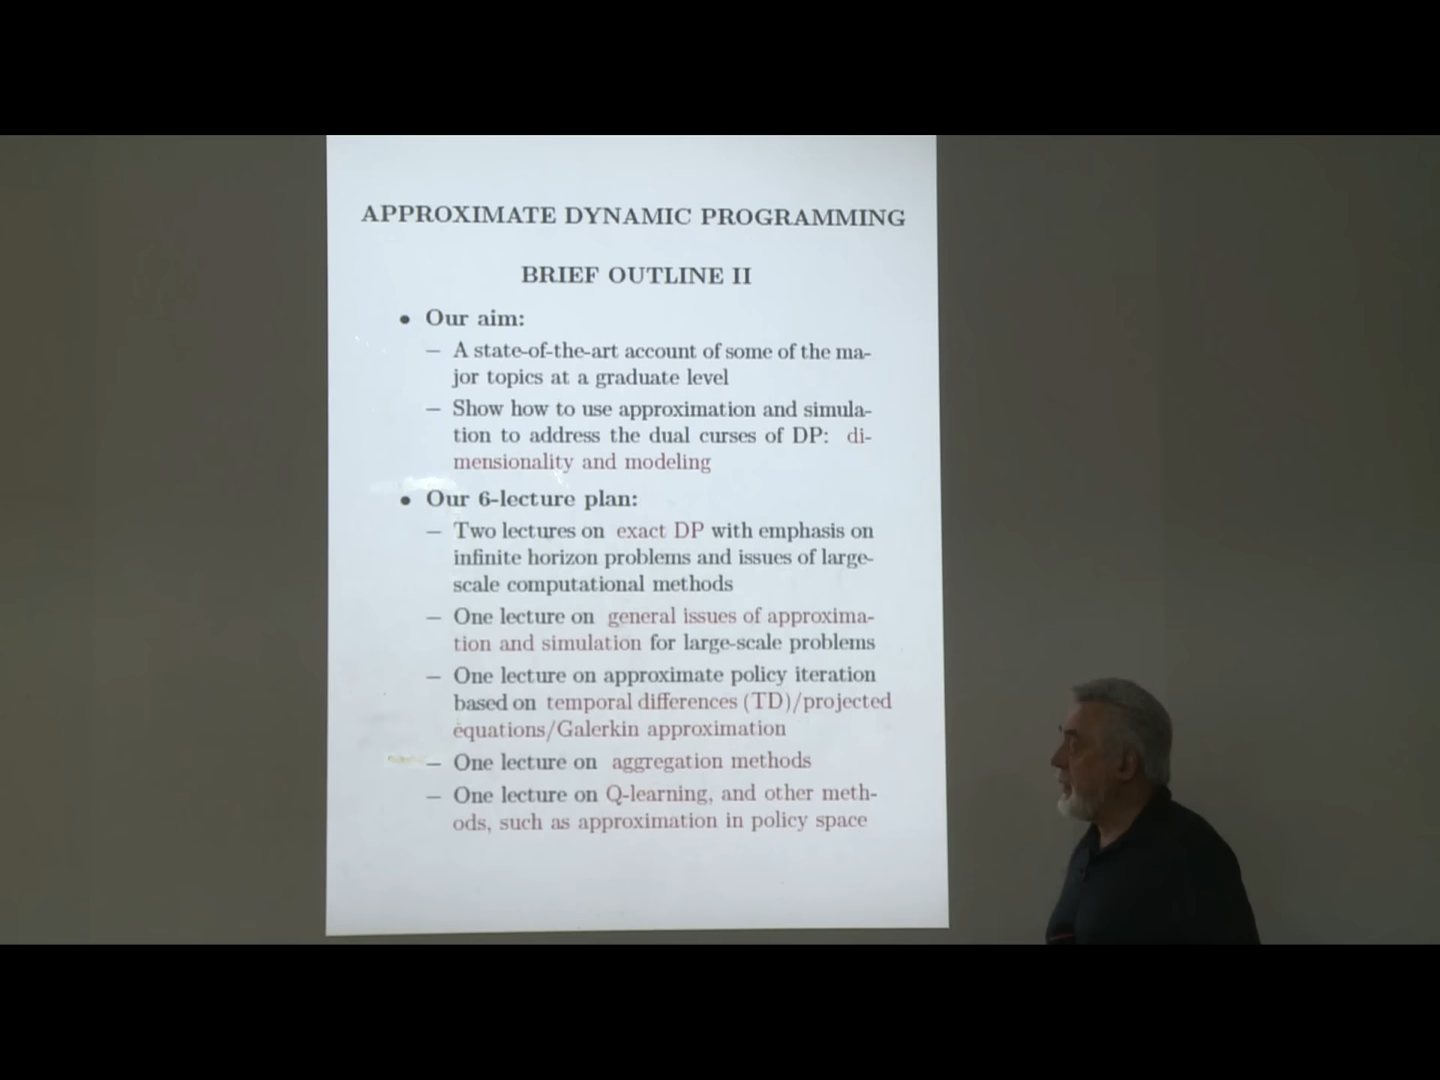 APPROXIMATE DYNAMIC PROGRAMMING
BRIEF OUTLINE II
• Our aim:
– A state-of-the-art account of some of the ma-
jor topics at a graduate level
– Show how to use approximation and simula-
tion to address the dual curses of DP: di-
mensionality and modeling
• Our 6-lecture plan:
– Two lectures on exact DP with emphasis on
infinite horizon problems and issues of large-
scale computational methods
– One lecture on general issues of approxima-
tion and simulation for large-scale problems
– One lecture on approximate policy iteration
based on temporal differences (TD)/projected
equations/Galerkin approximation
– One lecture on aggregation methods
– One lecture on Q-learning, and other meth-
ods, such as approximation in policy space